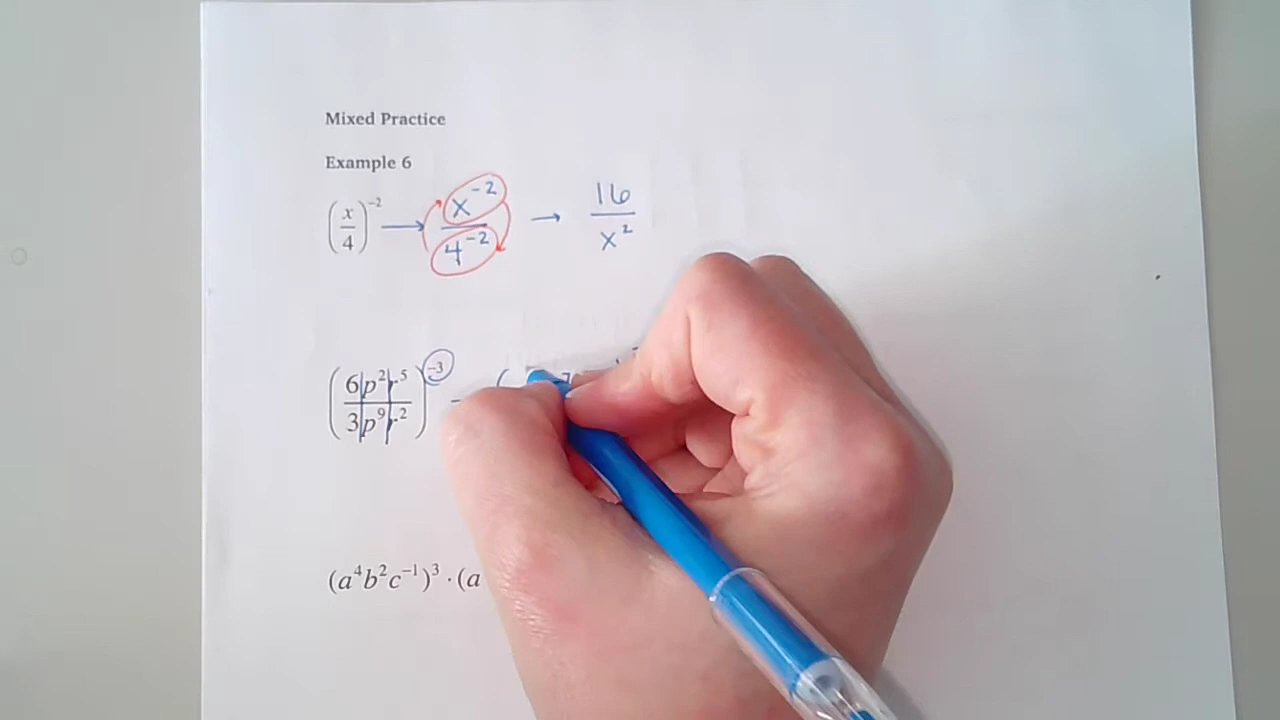 Mixed Practice
Example 6
(x/4)^-2 → x^-2/4^-2 → 16/x^2
(6p^2r^5/3p^9r^2)^-3
(a^4b^2c^-1)^3 · (a